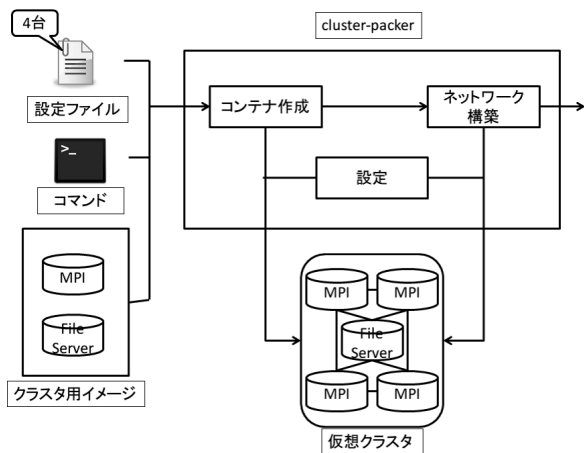 4台
設定ファイル
>_
コマンド
MPI
File
Server
クラスタ用イメージ
cluster-packer
コンテナ作成
ネットワーク
構築
設定
MPI
MPI
File
Server
MPI
MPI
仮想クラスタ